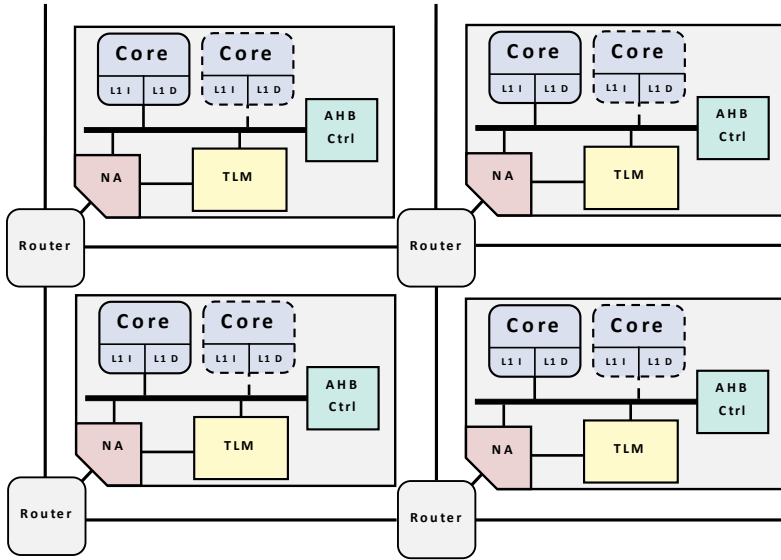 Core Core
L1 I L1 D L1 I L1 D
AHB
Ctrl
NA TLM
Router
Core Core
L1 I L1 D L1 I L1 D
AHB
Ctrl
NA TLM
Router
Core Core
L1 I L1 D L1 I L1 D
AHB
Ctrl
NA TLM
Router
Core Core
L1 I L1 D L1 I L1 D
AHB
Ctrl
NA TLM
Router